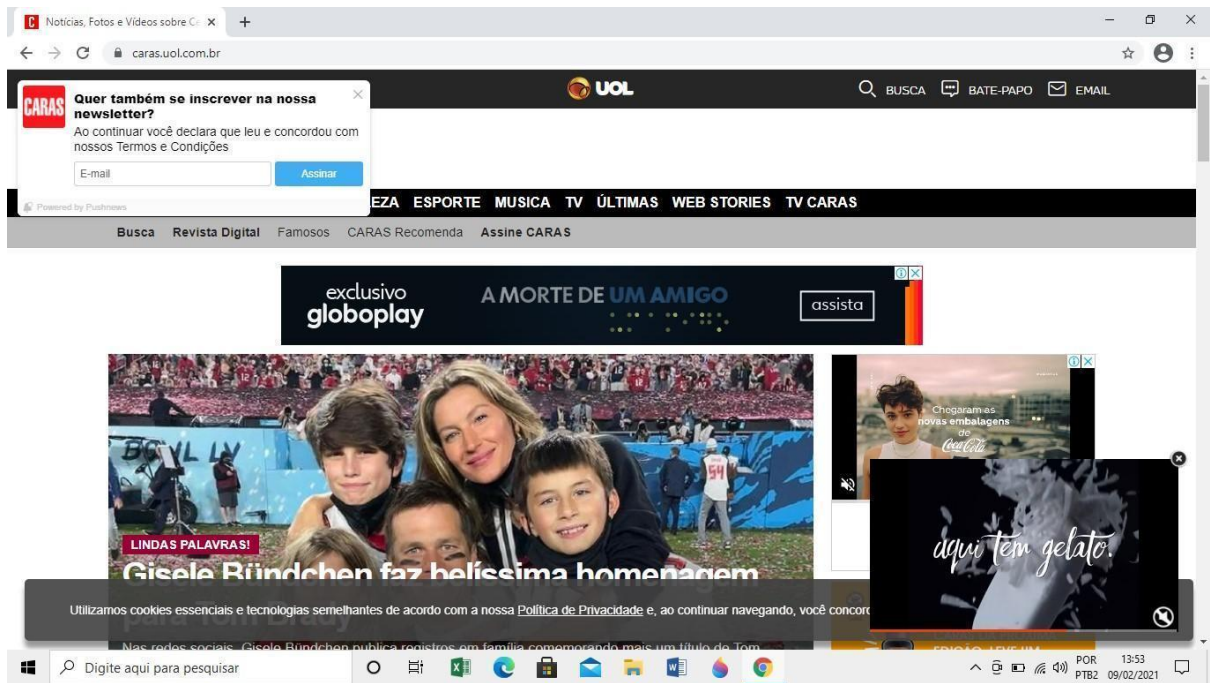 Notícias, Fotos e Vídeos sobre Ce
caras.uol.com.br
UOL
BUSCA BATE-PAPO EMAIL
CARAS
Quer também se inscrever na nossa
newsletter?
Ao continuar você declara que leu e concordou com
nossos Termos e Condições
E-mail
Assinar
Powered by Pushnews
EZA ESPORTE MUSICA TV ÚLTIMAS WEB STORIES TV CARAS
Busca Revista Digital Famosos CARAS Recomenda Assine CARAS
exclusivo
globoplay
A MORTE DE UM AMIGO
assista
Chegaram as
novas embalagens
de
Coca-Cola
54
LINDAS PALAVRAS!
Gisele Bündchen faz belíssima homenagem
para Tom Brady
Nas redes sociais, Gisele Bündchen publica registros em família comemorando mais um título de Tom
aqui tem gelato.
Utilizamos cookies essenciais e tecnologias semelhantes de acordo com a nossa Política de Privacidade e, ao continuar navegando, você concord
EDIÇÃO, LEVE UM
Digite aqui para pesquisar
POR
PTB2
13:53
09/02/2021